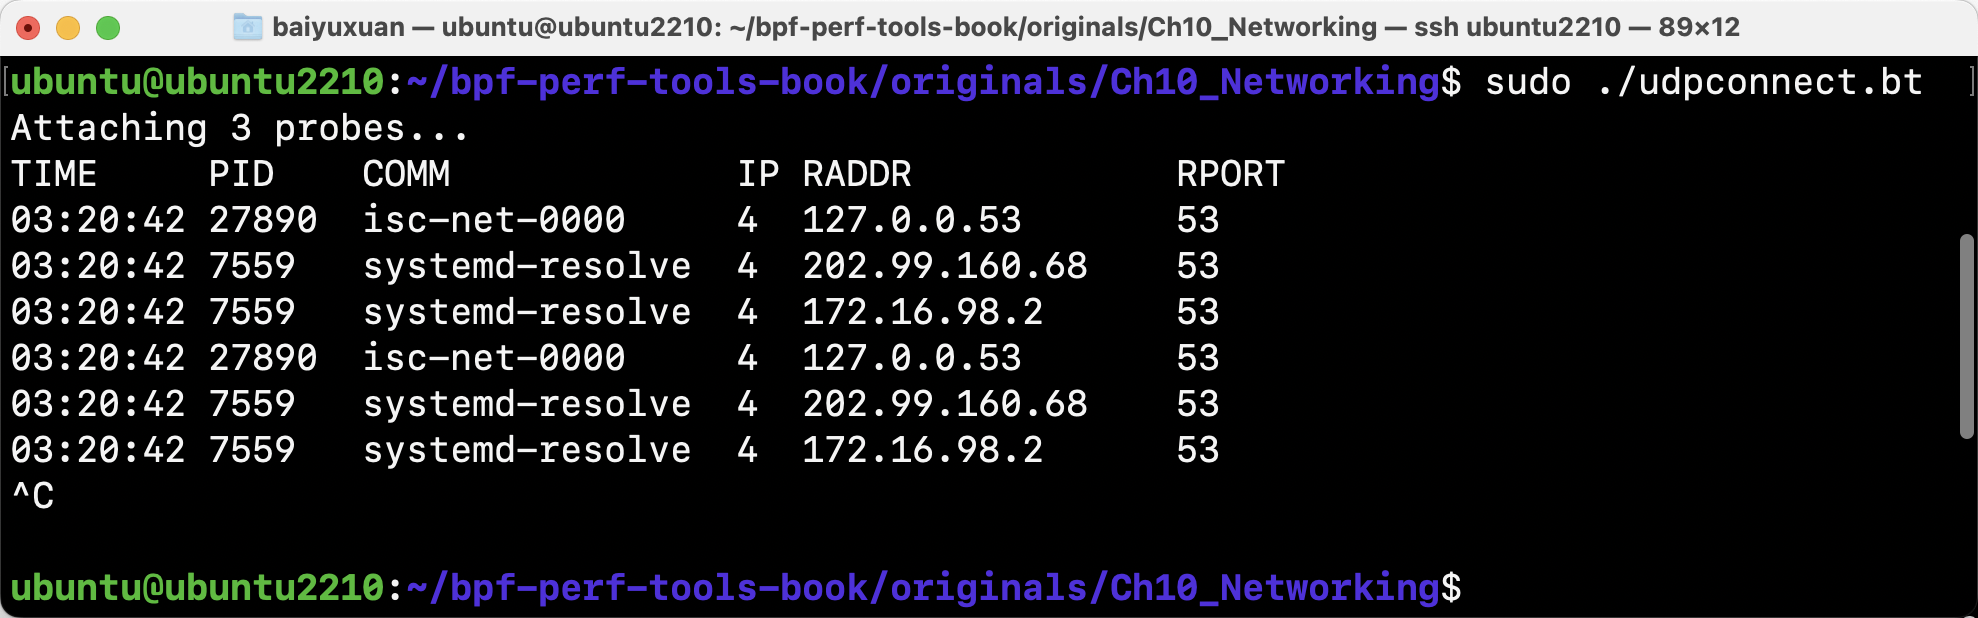 baiyuxuan — ubuntu@ubuntu2210: ~/bpf-perf-tools-book/originals/Ch10_Networking — ssh ubuntu2210 — 89×12
[ubuntu@ubuntu2210:~/bpf-perf-tools-book/originals/Ch10_Networking$ sudo ./udpconnect.bt ]
Attaching 3 probes...
TIME     PID    COMM             IP RADDR            RPORT
03:20:42 27890  isc-net-0000     4  127.0.0.53       53
03:20:42 7559   systemd-resolve  4  202.99.160.68    53
03:20:42 7559   systemd-resolve  4  172.16.98.2      53
03:20:42 27890  isc-net-0000     4  127.0.0.53       53
03:20:42 7559   systemd-resolve  4  202.99.160.68    53
03:20:42 7559   systemd-resolve  4  172.16.98.2      53
^C
ubuntu@ubuntu2210:~/bpf-perf-tools-book/originals/Ch10_Networking$